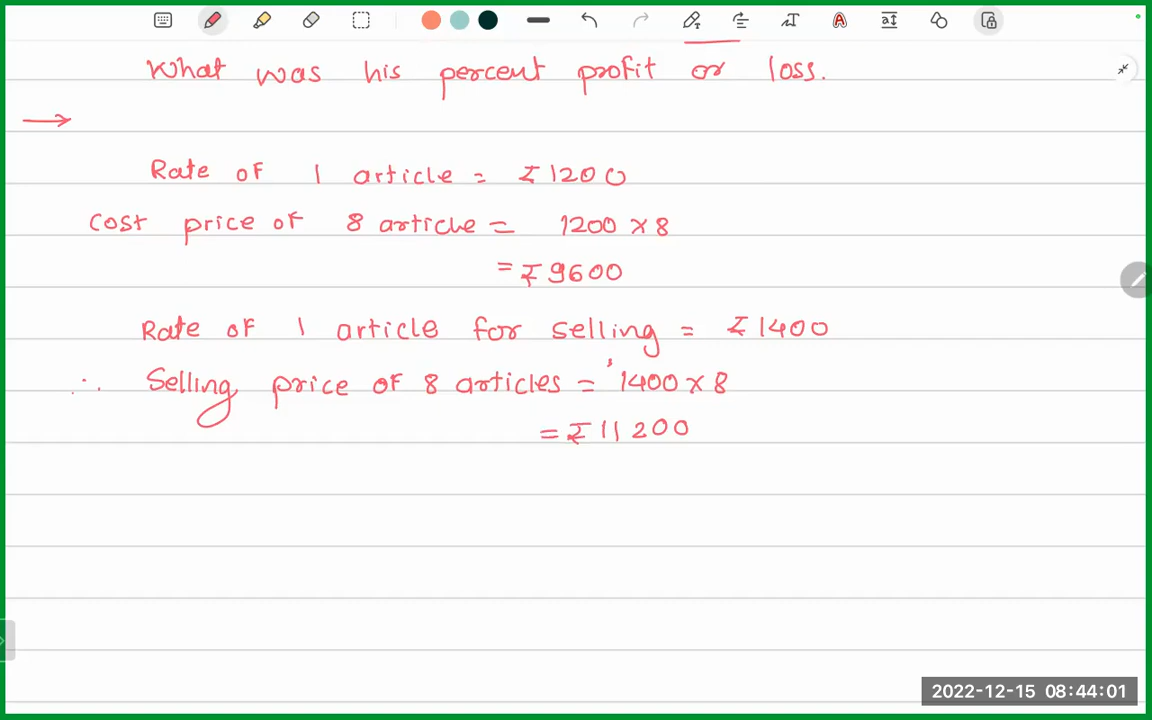 What was his percent profit or loss.
→
Rate of 1 article = ₹1200
Cost price of 8 article = 1200 × 8
= ₹9600
Rate of 1 article for selling = ₹1400
∴ Selling price of 8 articles = 1400 × 8
= ₹11200
2022-12-15 08:44:01